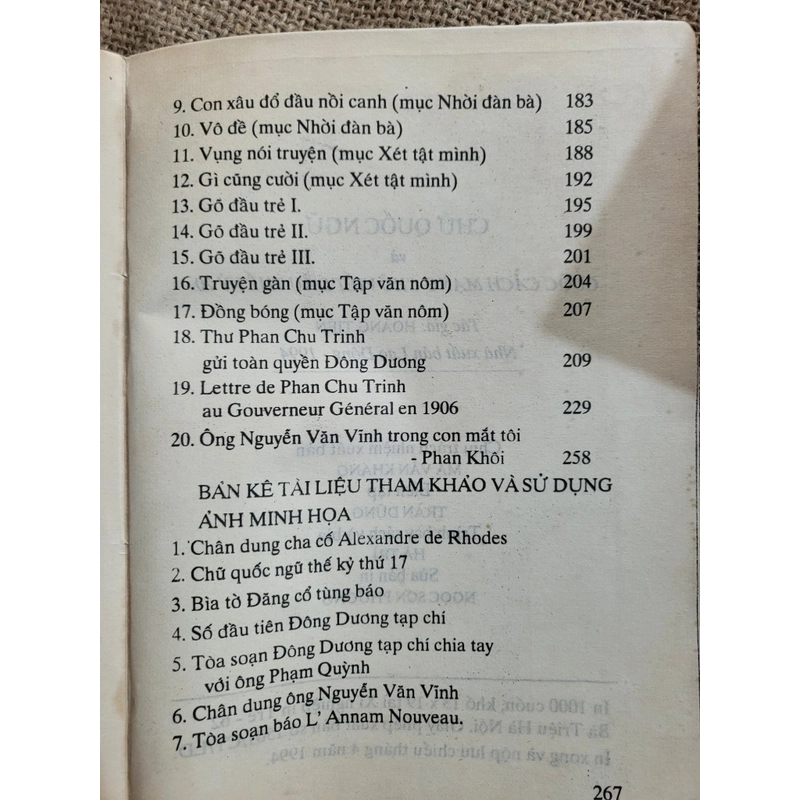 9. Con xâu đổ đầu nồi canh (mục Nhời đàn bà) 183
10. Vô đề (mục Nhời đàn bà) 185
11. Vụng nói truyện (mục Xét tật mình) 188
12. Gì cũng cười (mục Xét tật mình) 192
13. Gõ đầu trẻ I. 195
14. Gõ đầu trẻ II. 199
15. Gõ đầu trẻ III. 201
16. Truyện gàn (mục Tập văn nôm) 204
17. Đồng bóng (mục Tập văn nôm) 207
18. Thư Phan Chu Trinh
gửi toàn quyền Đông Dương 209
19. Lettre de Phan Chu Trinh
au Gouverneur Général en 1906 229
20. Ông Nguyễn Văn Vĩnh trong con mắt tôi
- Phan Khôi 258
BẢN KÊ TÀI LIỆU THAM KHẢO VÀ SỬ DỤNG
ẢNH MINH HỌA
1. Chân dung cha cố Alexandre de Rhodes
2. Chữ quốc ngữ thế kỷ thứ 17
3. Bìa tờ Đăng cổ tùng báo
4. Số đầu tiên Đông Dương tạp chí
5. Tòa soạn Đông Dương tạp chí chia tay
với ông Phạm Quỳnh
6. Chân dung ông Nguyễn Văn Vĩnh
7. Tòa soạn báo L' Annam Nouveau.
267